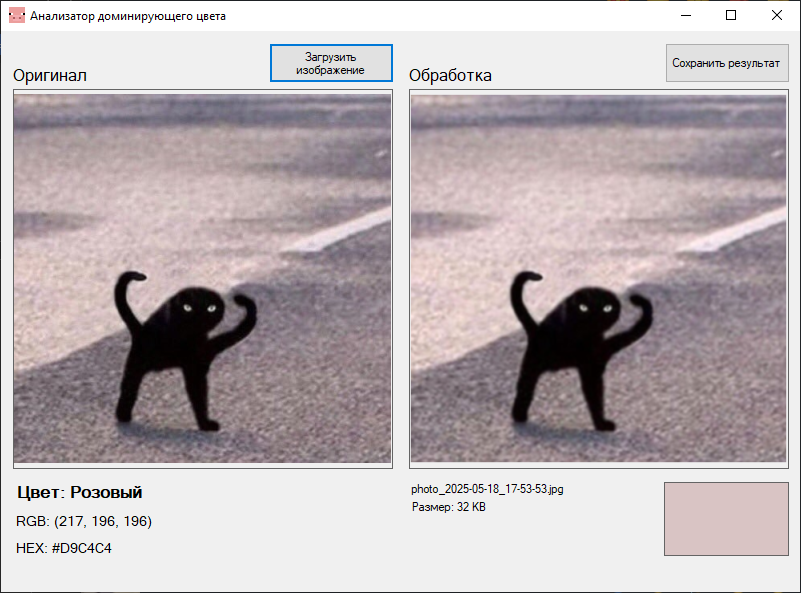 Анализатор доминирующего цвета
Оригинал
Загрузить
изображение
Обработка
Сохранить результат
Цвет: Розовый
RGB: (217, 196, 196)
HEX: #D9C4C4
photo_2025-05-18_17-53-53.jpg
Размер: 32 KB